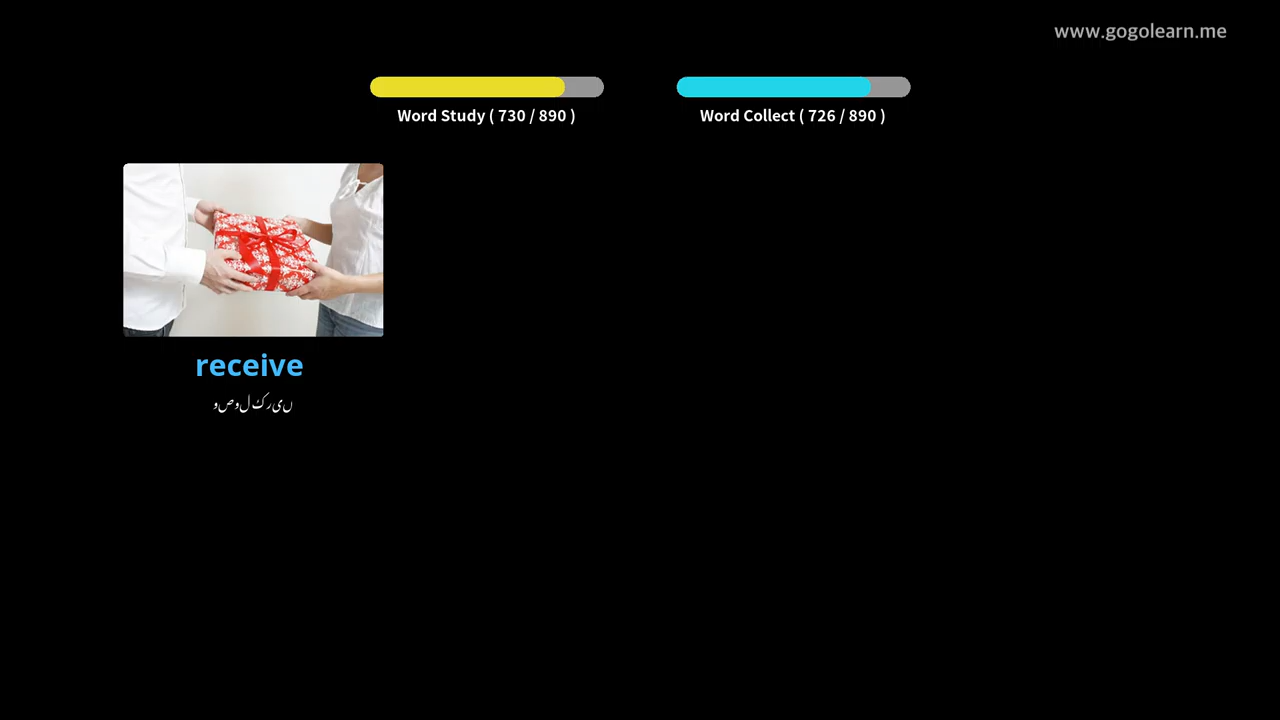 www.gogolearn.me
Word Study ( 730 / 890 )
Word Collect ( 726 / 890 )
receive
وصول کریں